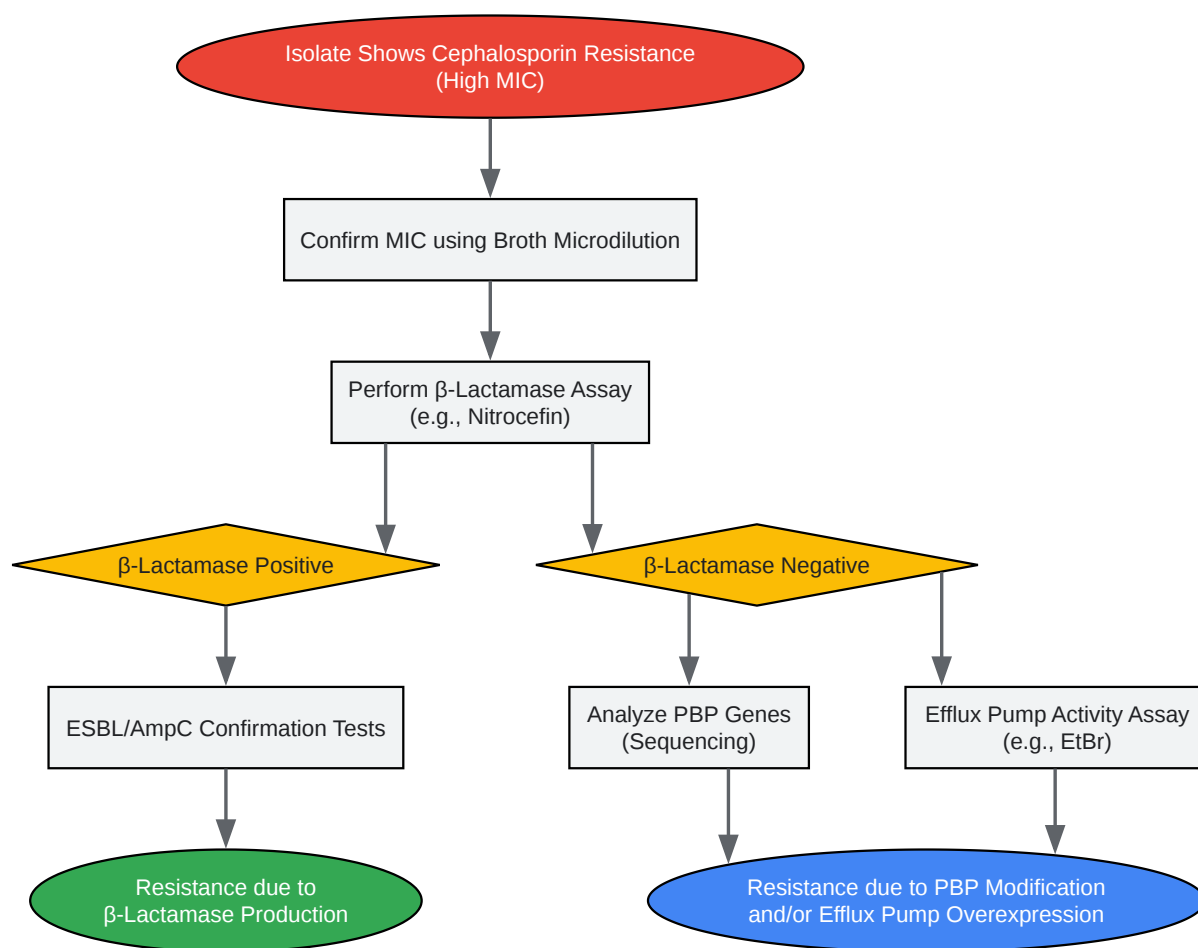 Isolate Shows Cephalosporin Resistance
(High MIC)
Confirm MIC using Broth Microdilution
Perform β-Lactamase Assay
(e.g., Nitrocefin)
β-Lactamase Positive
β-Lactamase Negative
ESBL/AmpC Confirmation Tests
Analyze PBP Genes
(Sequencing)
Efflux Pump Activity Assay
(e.g., EtBr)
Resistance due to
β-Lactamase Production
Resistance due to PBP Modification
and/or Efflux Pump Overexpression